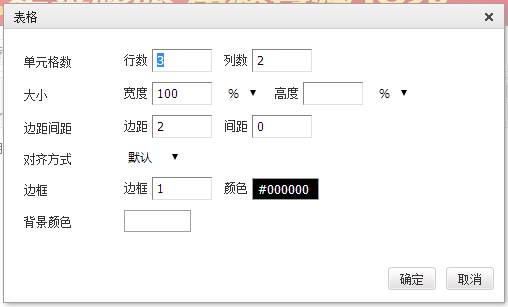 表格
单元格数 行数 3 列数 2
大小 宽度 100 % 高度 %
边距间距 边距 2 间距 0
对齐方式 默认
边框 边框 1 颜色 #000000
背景颜色
确定 取消